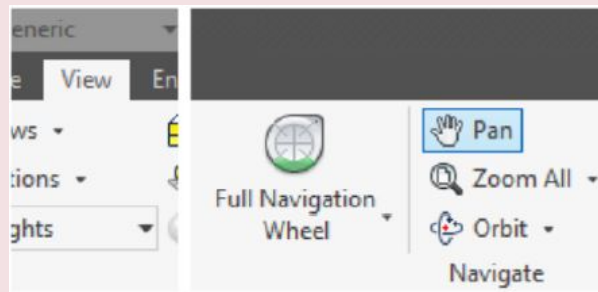 eneric
e View En
ws
tions
ghts
Full Navigation
Wheel
Pan
Zoom All
Orbit
Navigate